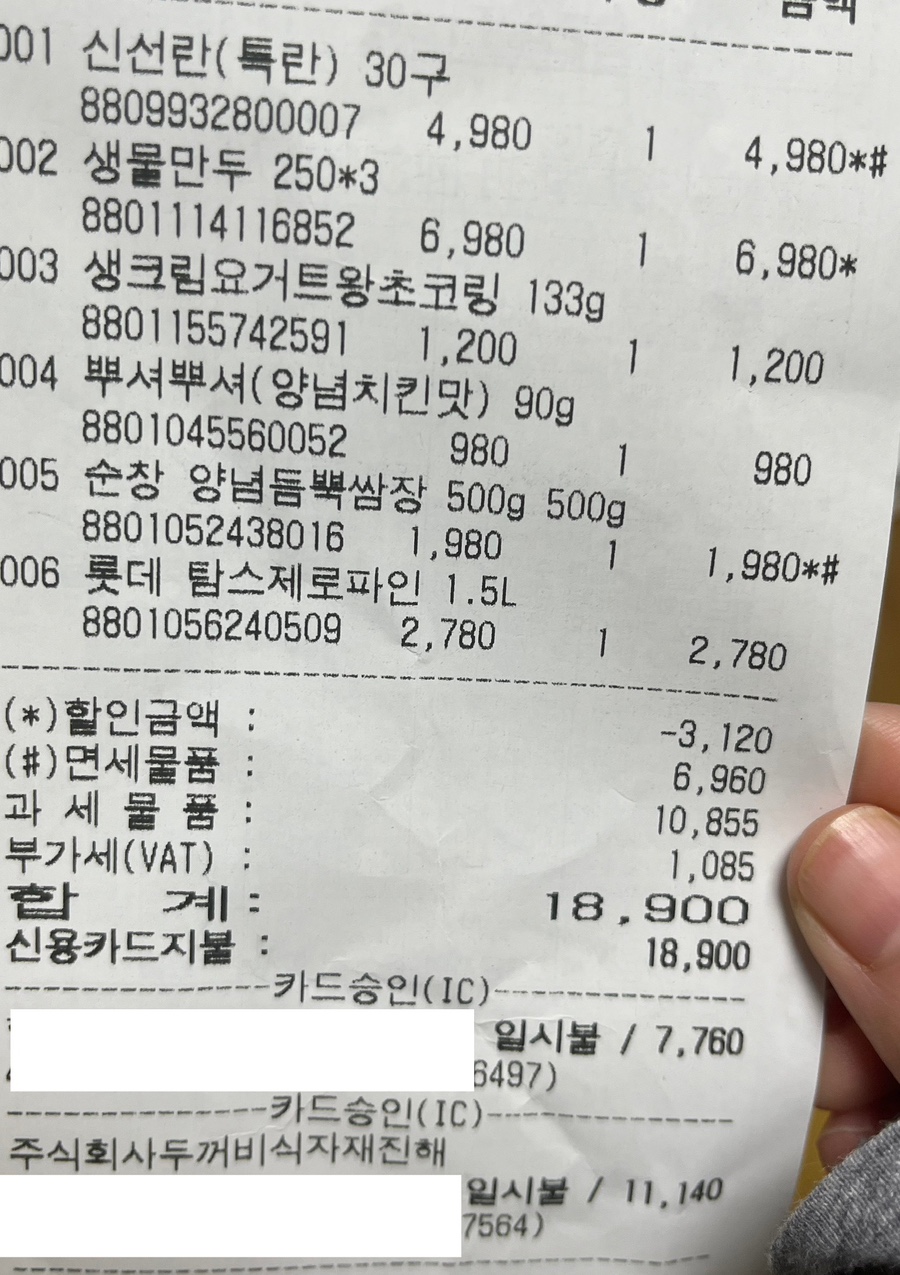 금액
001 신선란(특란) 30구
8809932800007 4,980 1 4,980*#
002 생물만두 250*3
8801114116852 6,980 1 6,980*
003 생크림요거트왕초코링 133g
8801155742591 1,200 1 1,200
004 뿌셔뿌셔(양념치킨맛) 90g
8801045560052 980 1 980
005 순창 양념듬뿍쌈장 500g 500g
8801052438016 1,980 1 1,980*#
006 롯데 탐스제로파인 1.5L
8801056240509 2,780 1 2,780
(*)할인금액 : -3,120
(#)면세물품 : 6,960
과 세 물 품 : 10,855
부가세(VAT) : 1,085
합 계 : 18,900
신용카드지불 : 18,900
---------------카드승인(IC)---------------
일시불 / 7,760
6497)
---------------카드승인(IC)---------------
주식회사두꺼비식자재진해
일시불 / 11,140
7564)